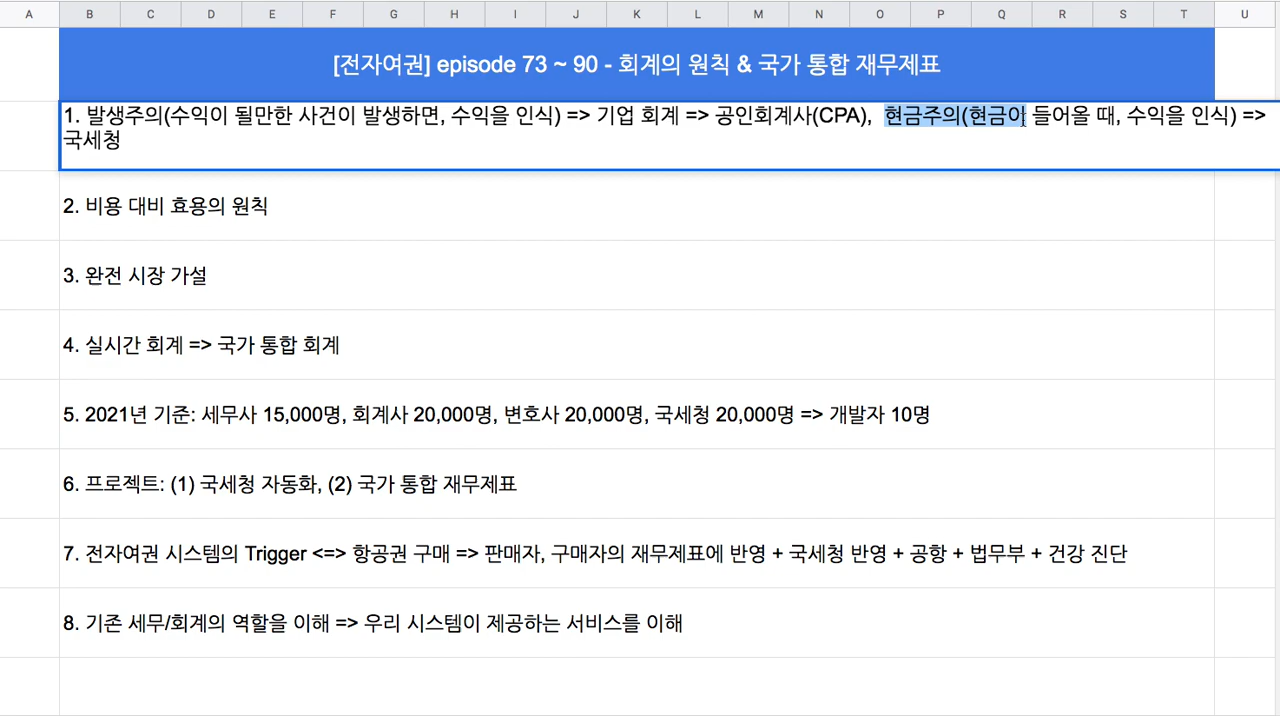 A B C D E F G H I J K L M N O P Q R S T U
[전자여권] episode 73 ~ 90 - 회계의 원칙 & 국가 통합 재무제표
1. 발생주의(수익이 될만한 사건이 발생하면, 수익을 인식) => 기업 회계 => 공인회계사(CPA), 현금주의(현금이 들어올 때, 수익을 인식) =>
국세청
2. 비용 대비 효용의 원칙
3. 완전 시장 가설
4. 실시간 회계 => 국가 통합 회계
5. 2021년 기준: 세무사 15,000명, 회계사 20,000명, 변호사 20,000명, 국세청 20,000명 => 개발자 10명
6. 프로젝트: (1) 국세청 자동화, (2) 국가 통합 재무제표
7. 전자여권 시스템의 Trigger <=> 항공권 구매 => 판매자, 구매자의 재무제표에 반영 + 국세청 반영 + 공항 + 법무부 + 건강 진단
8. 기존 세무/회계의 역할을 이해 => 우리 시스템이 제공하는 서비스를 이해